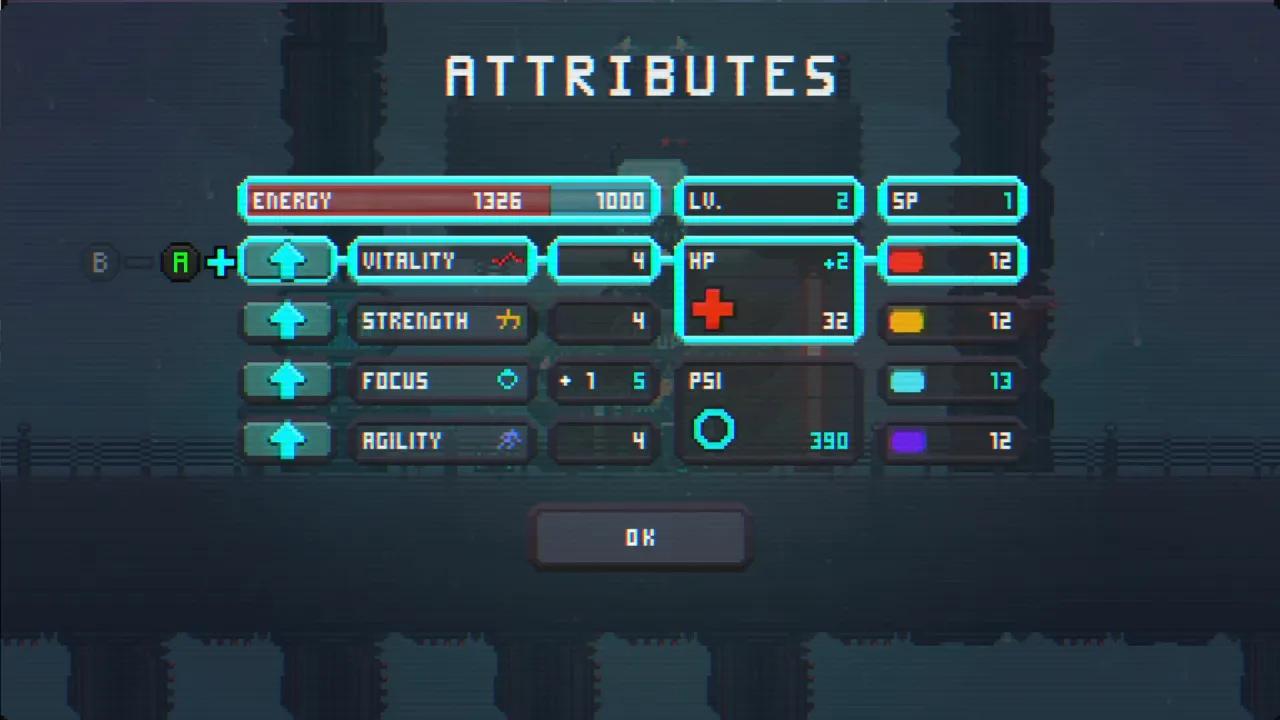 ATTRIBUTES
ENERGY 1326 1000 LV. 2 SP 1
B A VITALITY 4 HP +2 12
STRENGTH 4 32 12
FOCUS + 1 5 PSI 13
AGILITY 4 390 12
OK